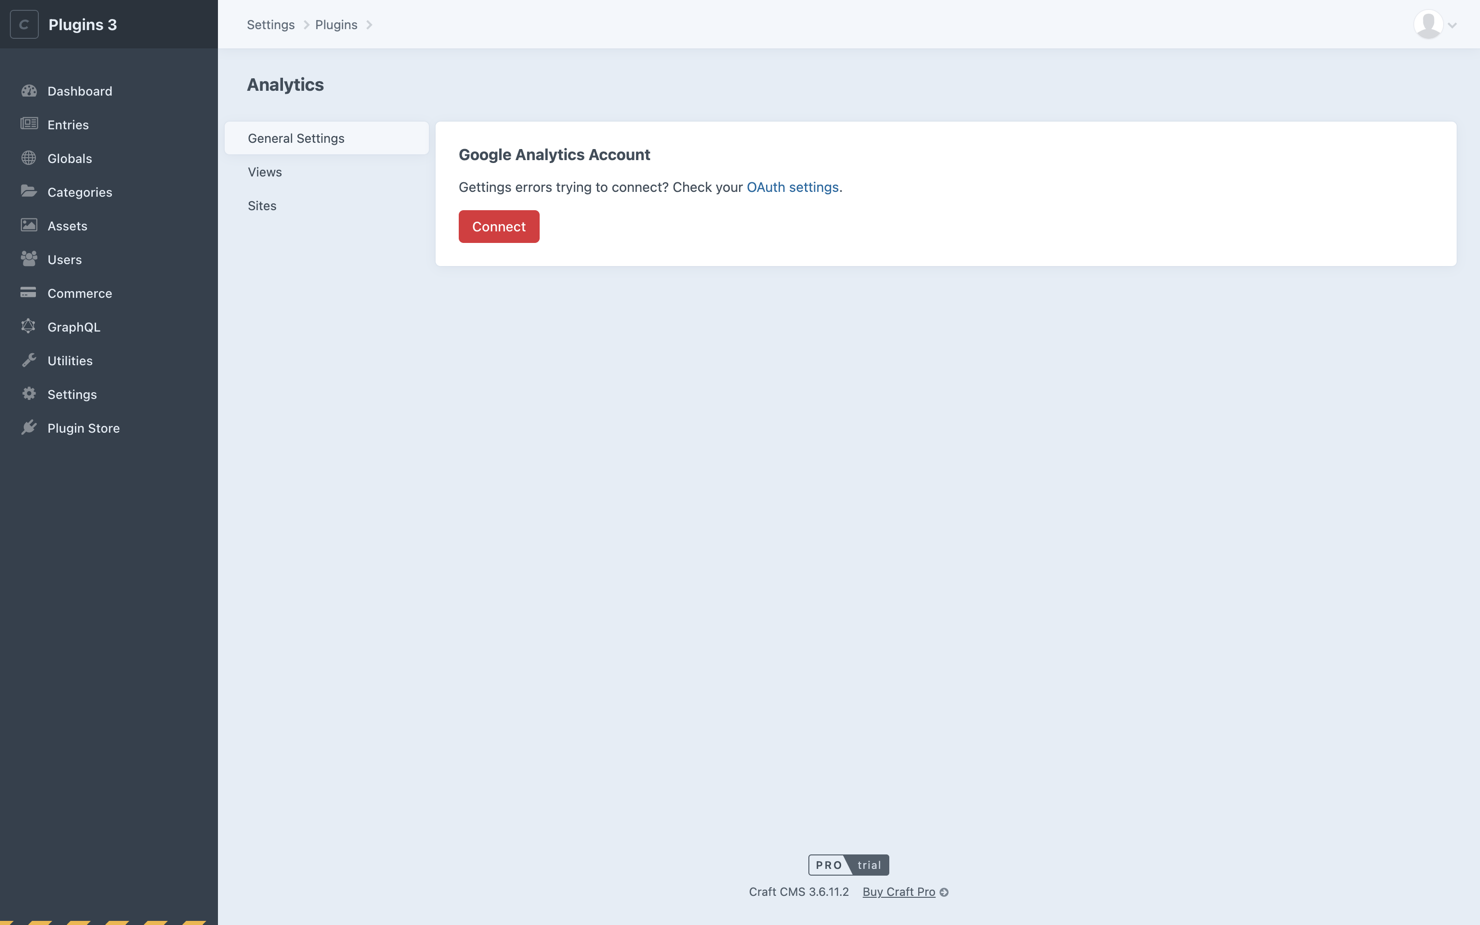 Plugins 3
Settings
Plugins
Dashboard
Entries
Globals
Categories
Assets
Users
Commerce
GraphQL
Utilities
Settings
Plugin Store
Analytics
General Settings
Views
Sites
Google Analytics Account
Gettings errors trying to connect? Check your OAuth settings.
Connect
PRO trial
Craft CMS 3.6.11.2 Buy Craft Pro